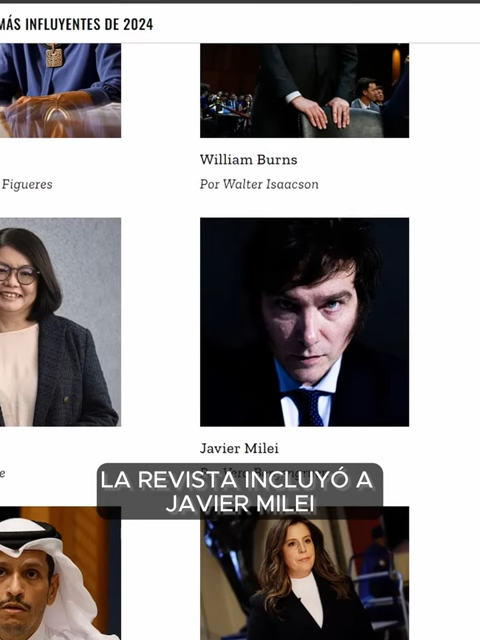 MÁS INFLUYENTES DE 2024
William Burns
Figueres
Por Walter Isaacson
Javier Milei
e
LA REVISTA INCLUYÓ A
JAVIER MILEI